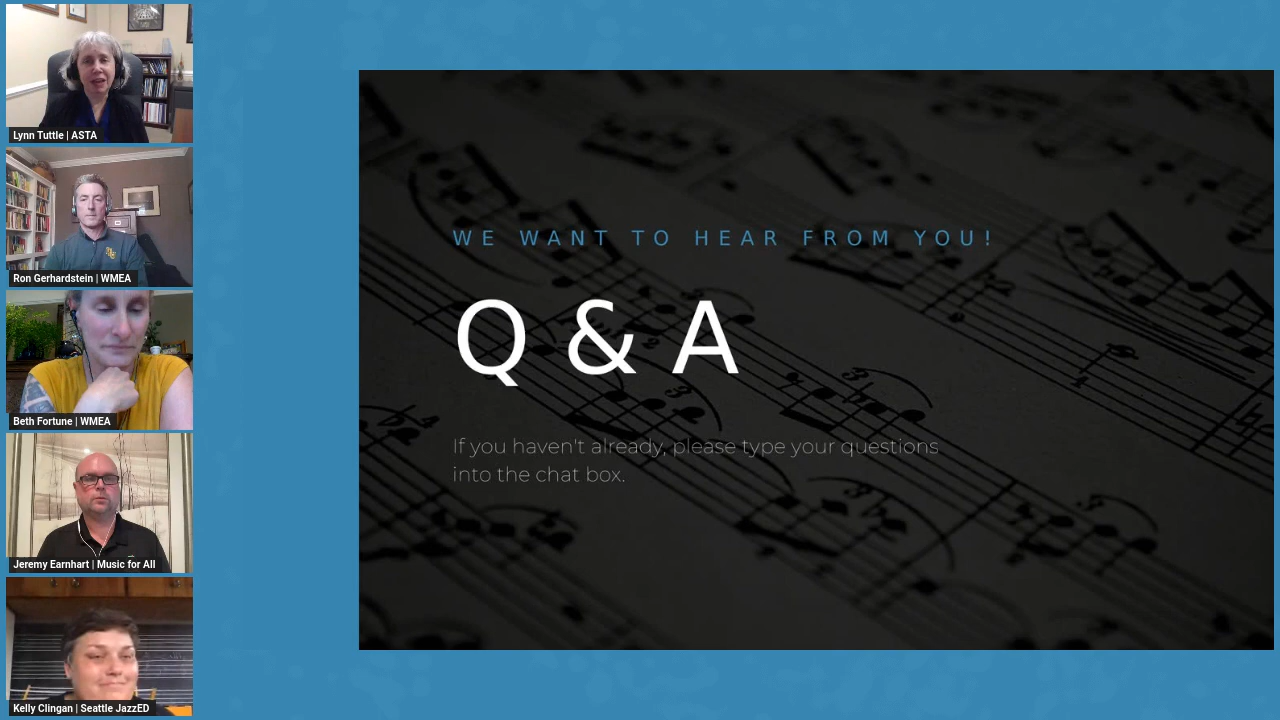 Lynn Tuttle | ASTA
Ron Gerhardstein | WMEA
Beth Fortune | WMEA
Jeremy Earnhart | Music for All
Kelly Clingan | Seattle JazzED
WE WANT TO HEAR FROM YOU!
Q & A
If you haven't already, please type your questions
into the chat box.